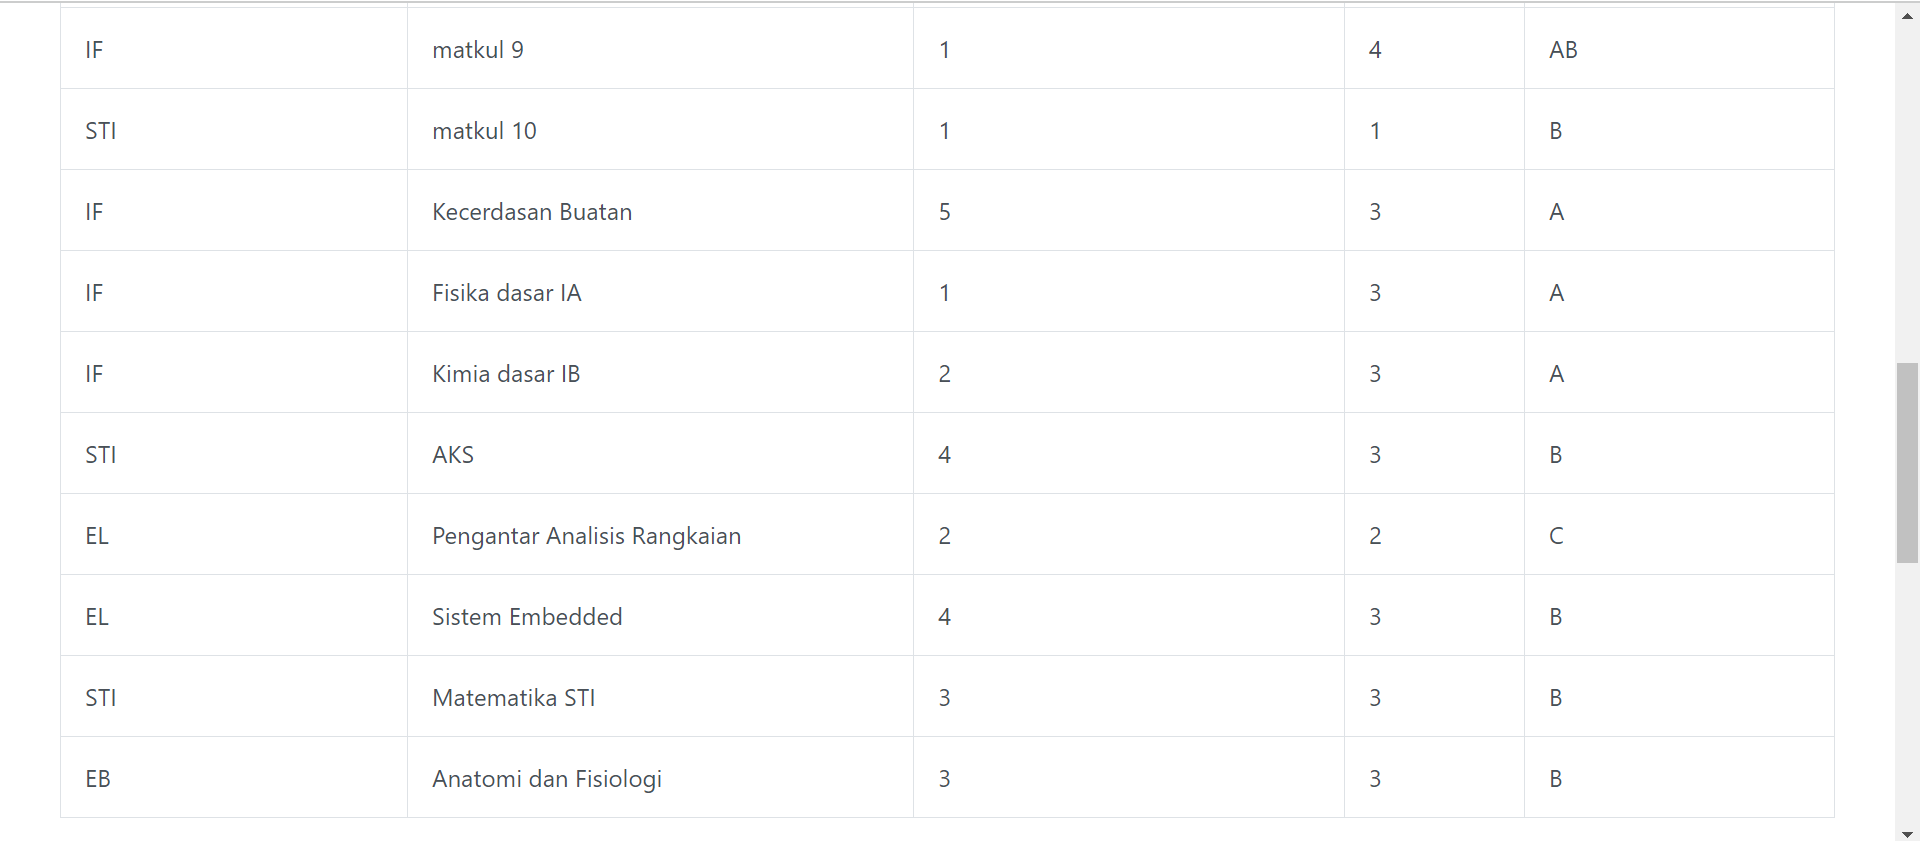 IF matkul 9 1 4 AB
STI matkul 10 1 1 B
IF Kecerdasan Buatan 5 3 A
IF Fisika dasar IA 1 3 A
IF Kimia dasar IB 2 3 A
STI AKS 4 3 B
EL Pengantar Analisis Rangkaian 2 2 C
EL Sistem Embedded 4 3 B
STI Matematika STI 3 3 B
EB Anatomi dan Fisiologi 3 3 B